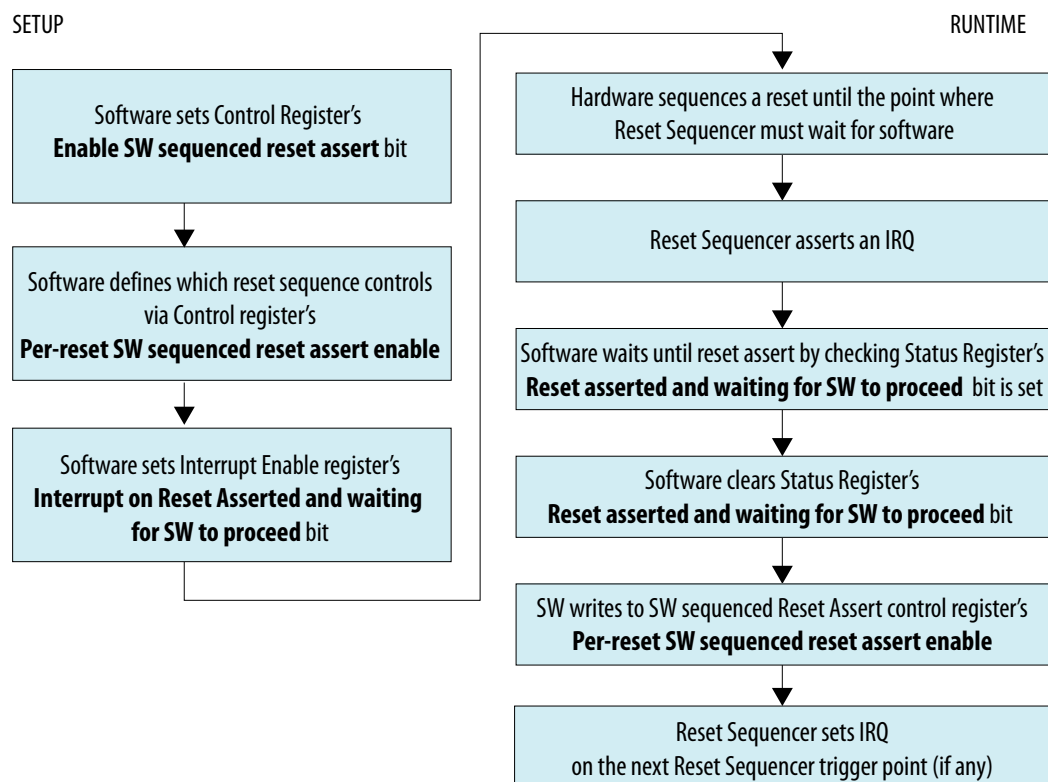 SETUP
Software sets Control Register's
Enable SW sequenced reset assert bit
Software defines which reset sequence controls
via Control register's
Per-reset SW sequenced reset assert enable
Software sets Interrupt Enable register's
Interrupt on Reset Asserted and waiting
for SW to proceed bit
RUNTIME
Hardware sequences a reset until the point where
Reset Sequencer must wait for software
Reset Sequencer asserts an IRQ
Software waits until reset assert by checking Status Register's
Reset asserted and waiting for SW to proceed bit is set
Software clears Status Register's
Reset asserted and waiting for SW to proceed bit
SW writes to SW sequenced Reset Assert control register's
Per-reset SW sequenced reset assert enable
Reset Sequencer sets IRQ
on the next Reset Sequencer trigger point (if any)